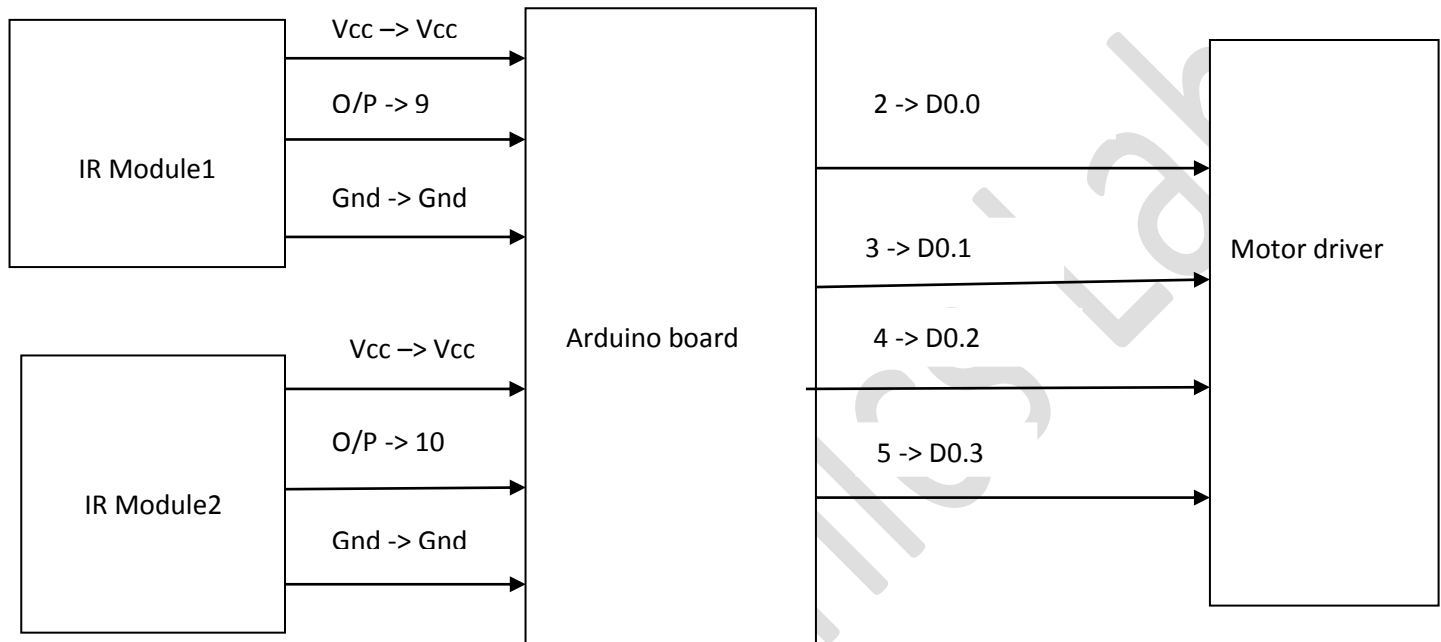 Vcc –> Vcc
O/P -> 9
IR Module1
Gnd -> Gnd
Vcc –> Vcc
O/P -> 10
IR Module2
Gnd -> Gnd
Arduino board
2 -> D0.0
3 -> D0.1
4 -> D0.2
5 -> D0.3
Motor driver